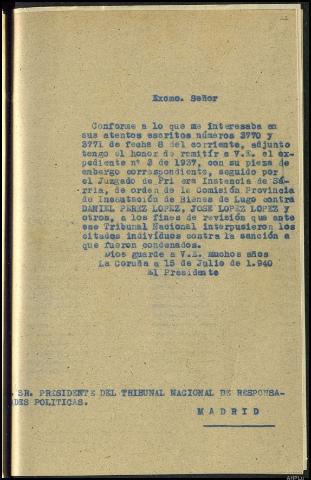 Excmo. Señor
Conforme a lo que me interesaba en
sus atentos escritos números 3770 y
3771 de fecha 8 del corriente, adjunto
tengo el honor de remitir a V.E. el ex-
pediente nº 3 de 1937, con su pieza de
embargo correspondiente, seguido por
el Juzgado de Pri era Instancia de Sá-
rria, de orden de la Comisión Provincia
de Incautación de Bienes de Lugo contra
DANIEL PEREZ LOPEZ, JOSE LOPEZ LOPEZ y
otros, a los fines de revisión que ante
ese Tribunal Nacional interpusieron los
citados individuos contra la sanción a
que fueron condenados.
Dios guarde a V.E. muchos años
La Coruña a 15 de Julio de 1.940
El Presidente
. SR. PRESIDENTE DEL TRIBUNAL NACIONAL DE RESPONSA-
ADES POLITICAS.
MADRID